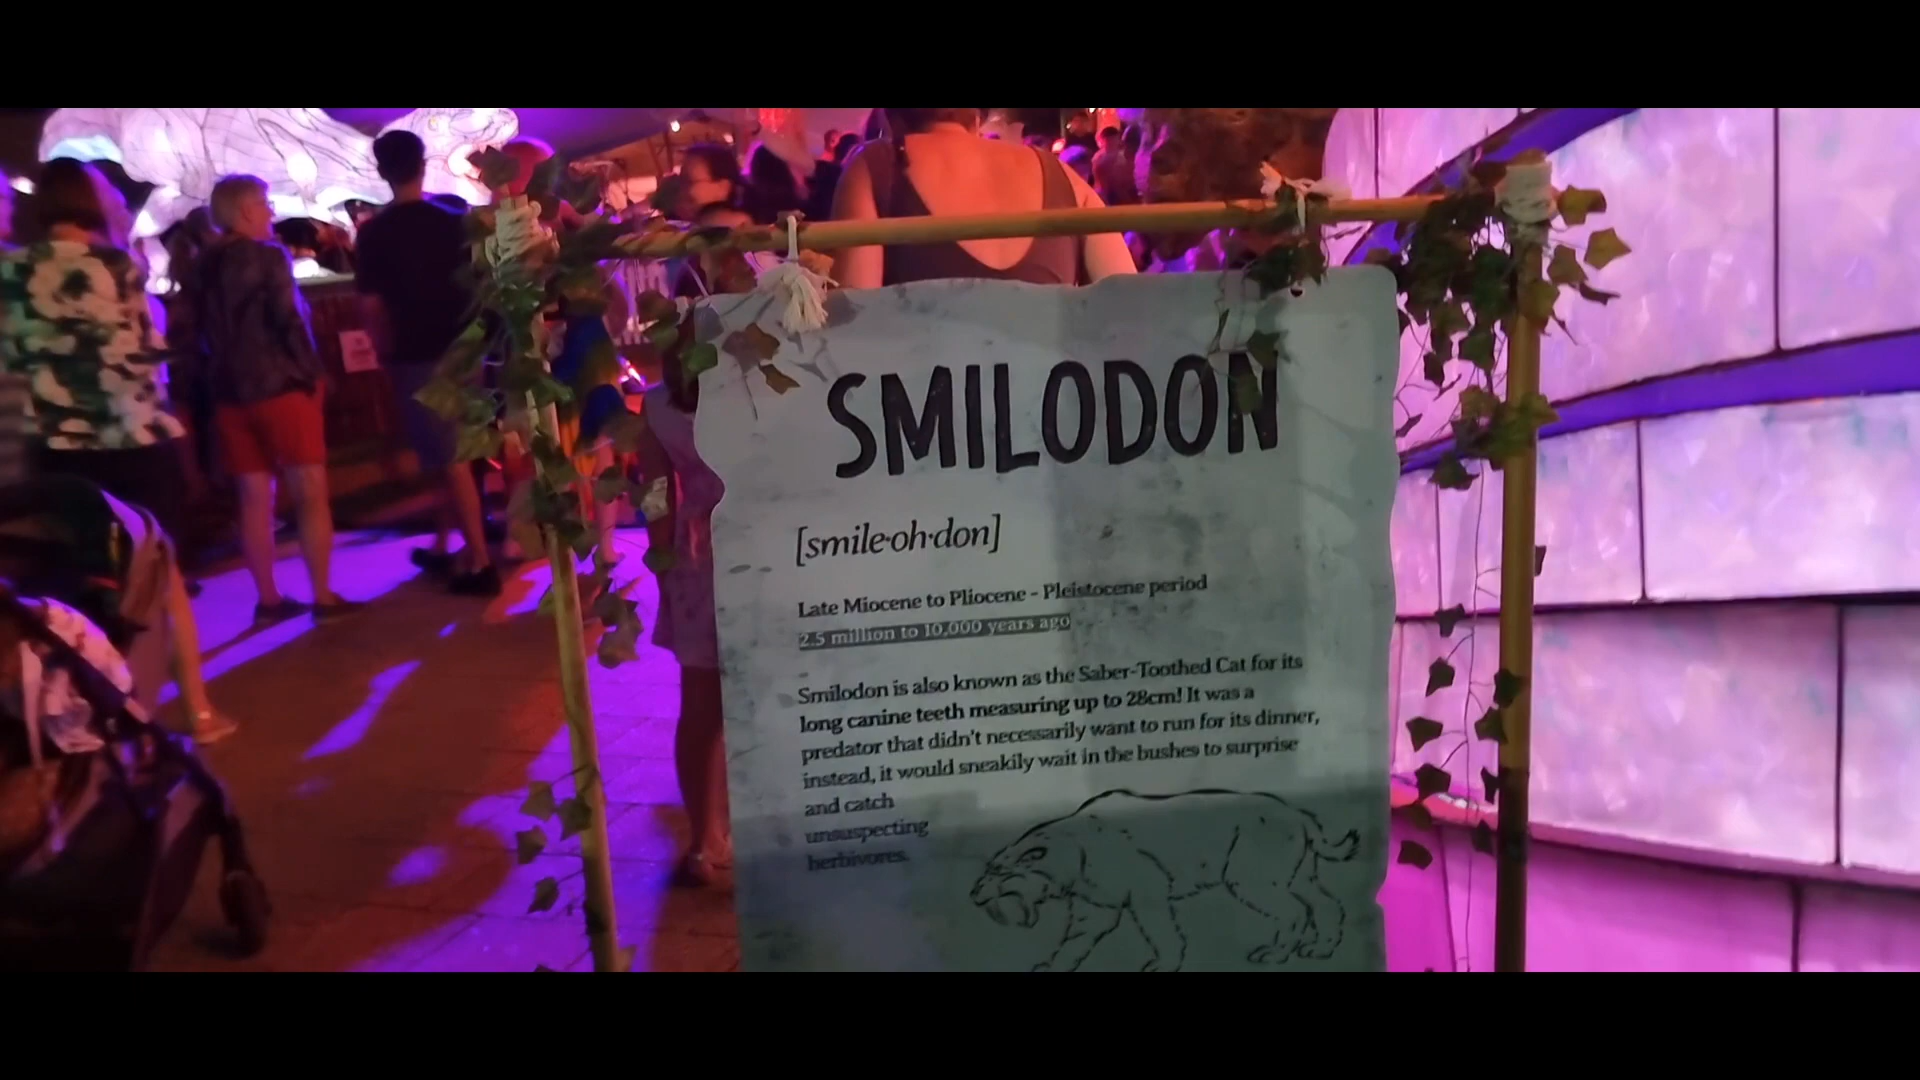 SMILODON
[smile·oh·don]
Late Miocene to Pliocene - Pleistocene period
2.5 million to 10,000 years ago
Smilodon is also known as the Saber-Toothed Cat for its
long canine teeth measuring up to 28cm! It was a
predator that didn't necessarily want to run for its dinner,
instead, it would sneakily wait in the bushes to surprise
and catch
unsuspecting
herbivores.